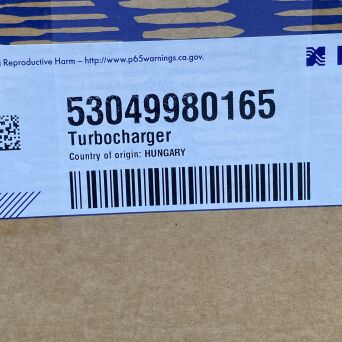 Reproductive Harm – http://www.p65warnings.ca.gov.
53049980165
Turbocharger
Country of origin: HUNGARY